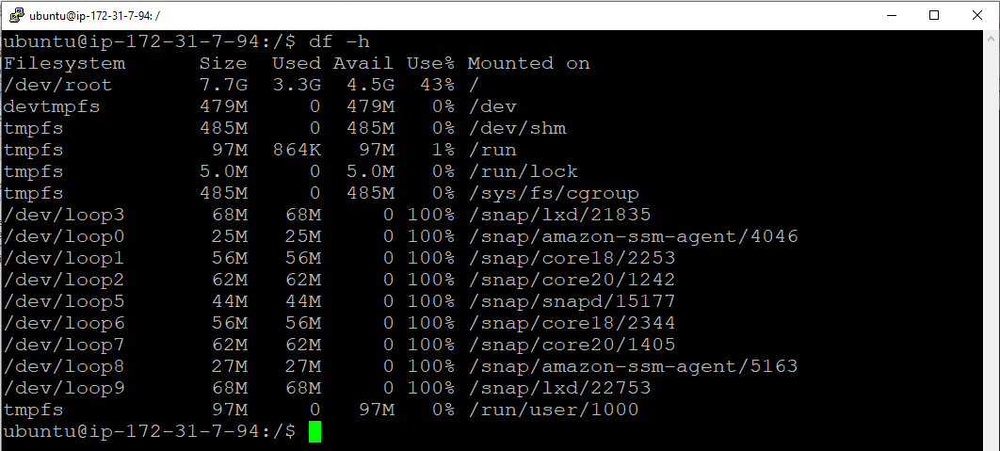 ubuntu@ip-172-31-7-94: /
ubuntu@ip-172-31-7-94:/$ df -h
Filesystem      Size  Used Avail Use% Mounted on
/dev/root       7.7G  3.3G  4.5G  43% /
devtmpfs        479M     0  479M   0% /dev
tmpfs           485M     0  485M   0% /dev/shm
tmpfs            97M  864K   97M   1% /run
tmpfs           5.0M     0  5.0M   0% /run/lock
tmpfs           485M     0  485M   0% /sys/fs/cgroup
/dev/loop3       68M   68M     0 100% /snap/lxd/21835
/dev/loop0       25M   25M     0 100% /snap/amazon-ssm-agent/4046
/dev/loop1       56M   56M     0 100% /snap/core18/2253
/dev/loop2       62M   62M     0 100% /snap/core20/1242
/dev/loop5       44M   44M     0 100% /snap/snapd/15177
/dev/loop6       56M   56M     0 100% /snap/core18/2344
/dev/loop7       62M   62M     0 100% /snap/core20/1405
/dev/loop8       27M   27M     0 100% /snap/amazon-ssm-agent/5163
/dev/loop9       68M   68M     0 100% /snap/lxd/22753
tmpfs            97M     0   97M   0% /run/user/1000
ubuntu@ip-172-31-7-94:/$